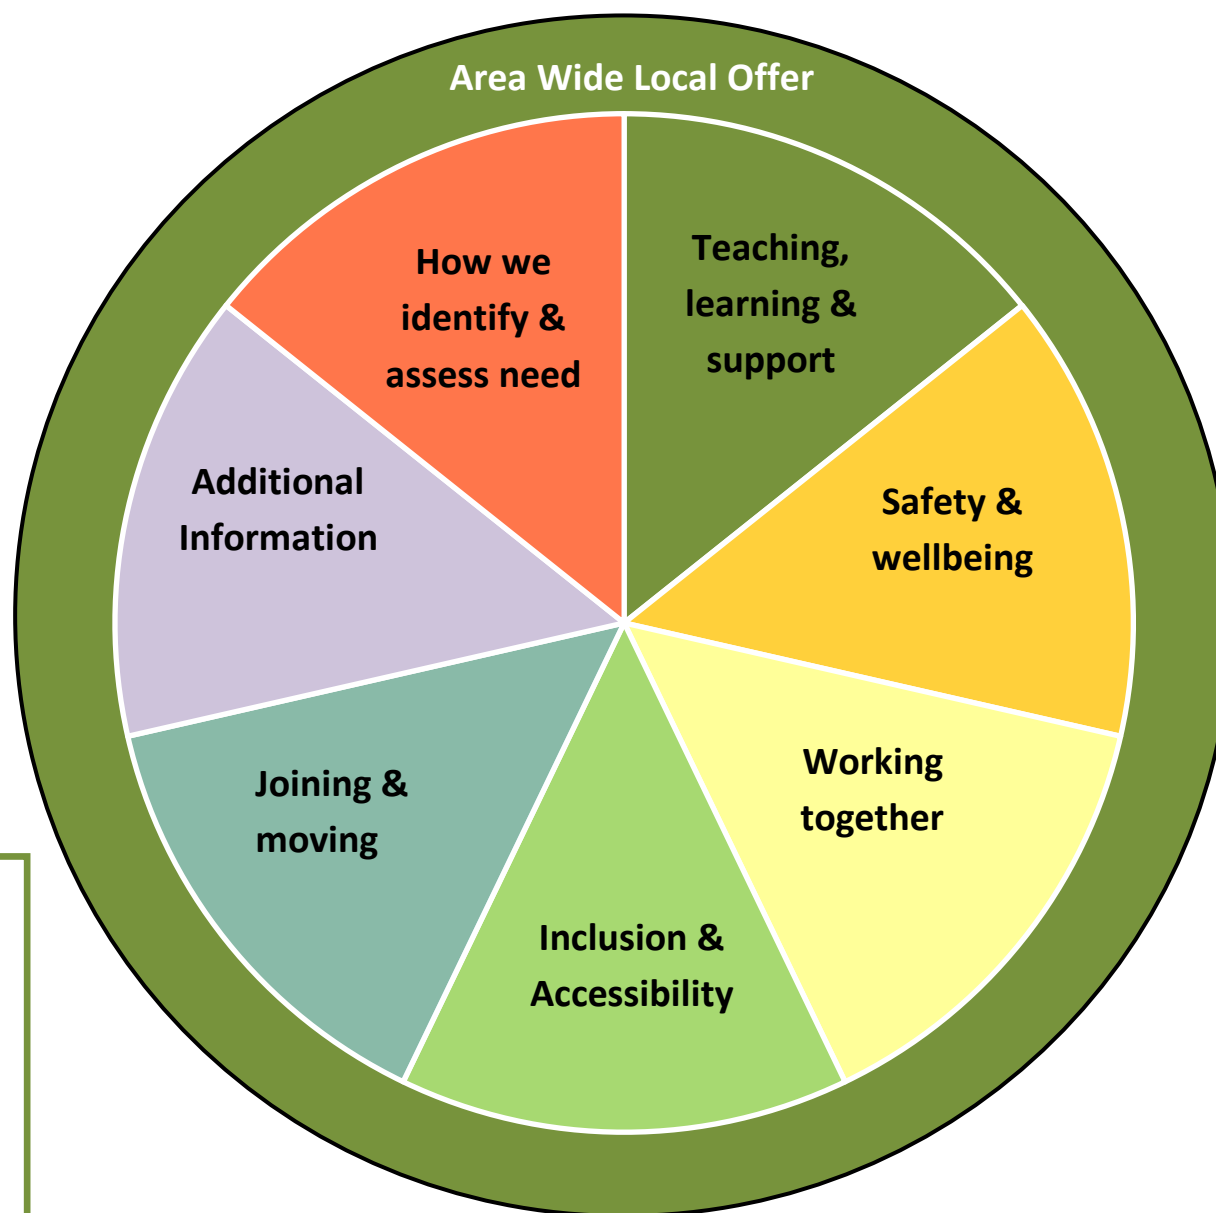 Area Wide Local Offer
How we
identify &
assess need
Teaching,
learning &
support
Additional
Information
Safety &
wellbeing
Joining &
moving
Working
together
Inclusion &
Accessibility